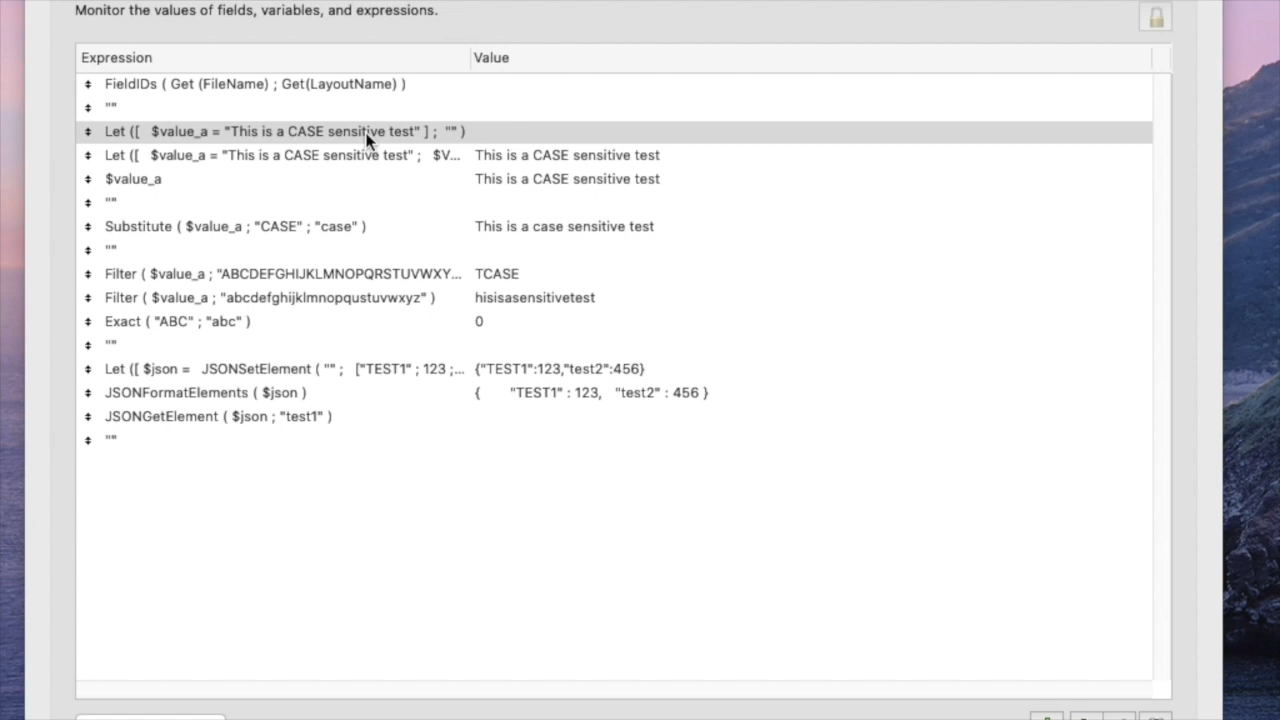 Monitor the values of fields, variables, and expressions.
Expression Value
FieldIDs ( Get (FileName) ; Get(LayoutName) )
""
Let ([ $value_a = "This is a CASE sensitive test" ] ; "" )
Let ([ $value_a = "This is a CASE sensitive test" ; $V... This is a CASE sensitive test
$value_a This is a CASE sensitive test
""
Substitute ( $value_a ; "CASE" ; "case" ) This is a case sensitive test
""
Filter ( $value_a ; "ABCDEFGHIJKLMNOPQRSTUVWXY... TCASE
Filter ( $value_a ; "abcdefghijklmnopqustuvwxyz" ) hisisasensitivetest
Exact ( "ABC" ; "abc" ) 0
""
Let ([ $json = JSONSetElement ( "" ; ["TEST1" ; 123 ;... {"TEST1":123,"test2":456}
JSONFormatElements ( $json ) { "TEST1" : 123, "test2" : 456 }
JSONGetElement ( $json ; "test1" )
""